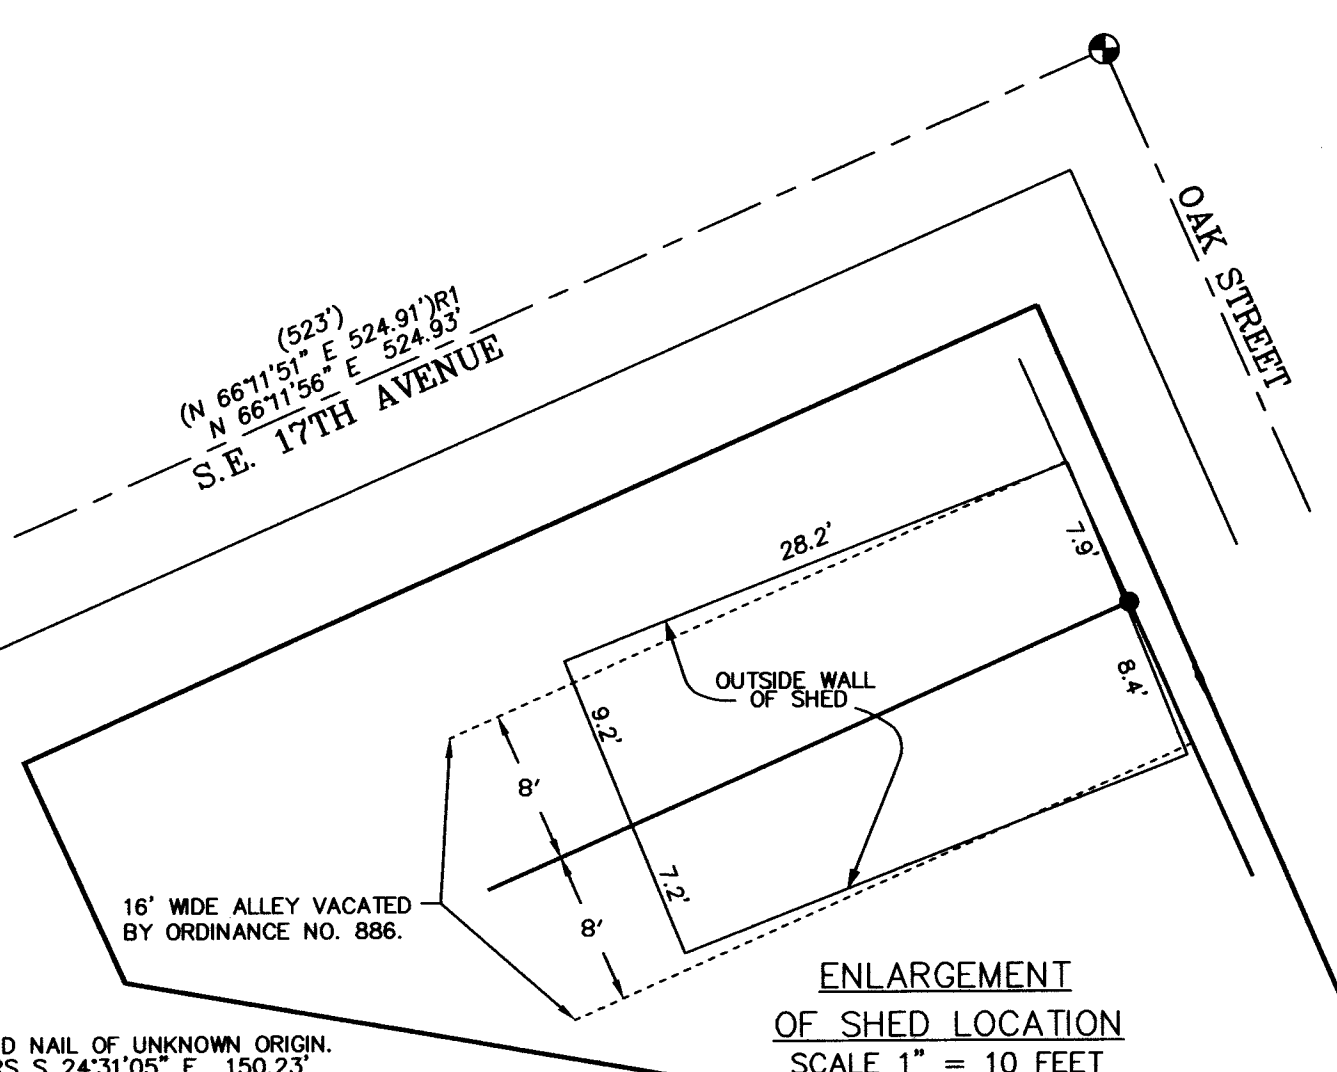 (523')
(N 66°11'51" E 524.91')R1
N 66°11'56" E 524.93'
S.E. 17TH AVENUE
OAK STREET
28.2'
7.9'
OUTSIDE WALL
OF SHED
8.4'
9.2'
8'
7.2'
8'
16' WIDE ALLEY VACATED
BY ORDINANCE NO. 886.
ENLARGEMENT
OF SHED LOCATION
SCALE 1" = 10 FEET
D NAIL OF UNKNOWN ORIGIN.
RS S 24°31'05" E 150.23'